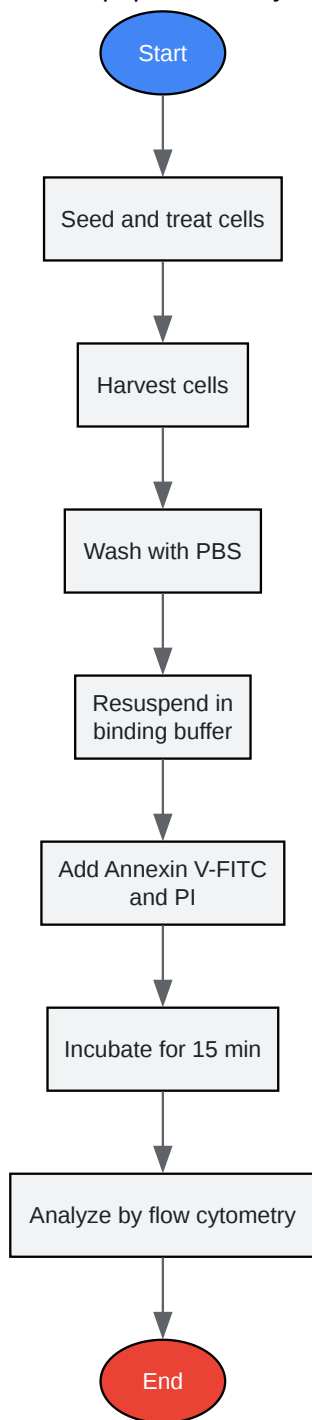 Start
Seed and treat cells
Harvest cells
Wash with PBS
Resuspend in
binding buffer
Add Annexin V-FITC
and PI
Incubate for 15 min
Analyze by flow cytometry
End